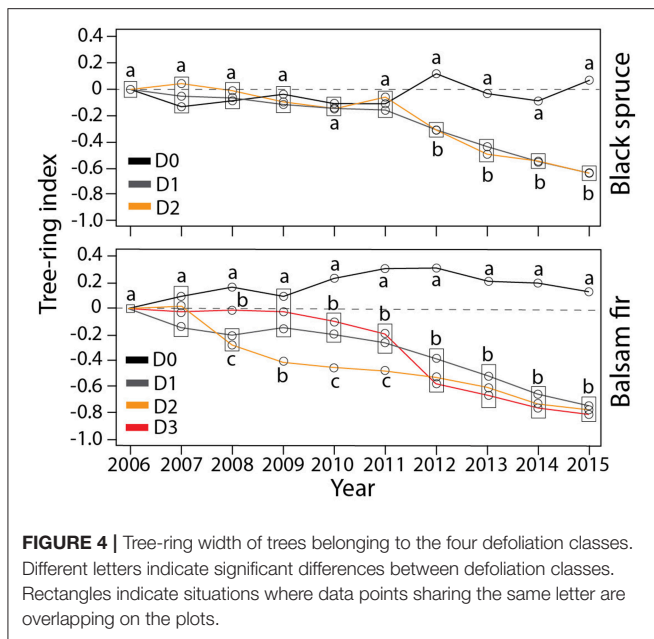 0.4
a a a a a a a a
0
-0.2 a a
-0.4 b
D0
-0.6 D1 b b
-0.8 D2 b
-1.0
Black spruce
Tree-ring index
0.4
a a a a a a a a
0.2 a a
0 b b b
-0.2
-0.4 c b c c b b b b
D0
-0.6 D1
-0.8 D2
-1.0 D3
Balsam fir
2006 2007 2008 2009 2010 2011 2012 2013 2014 2015
Year
FIGURE 4 | Tree-ring width of trees belonging to the four defoliation classes.
Different letters indicate significant differences between defoliation classes.
Rectangles indicate situations where data points sharing the same letter are
overlapping on the plots.